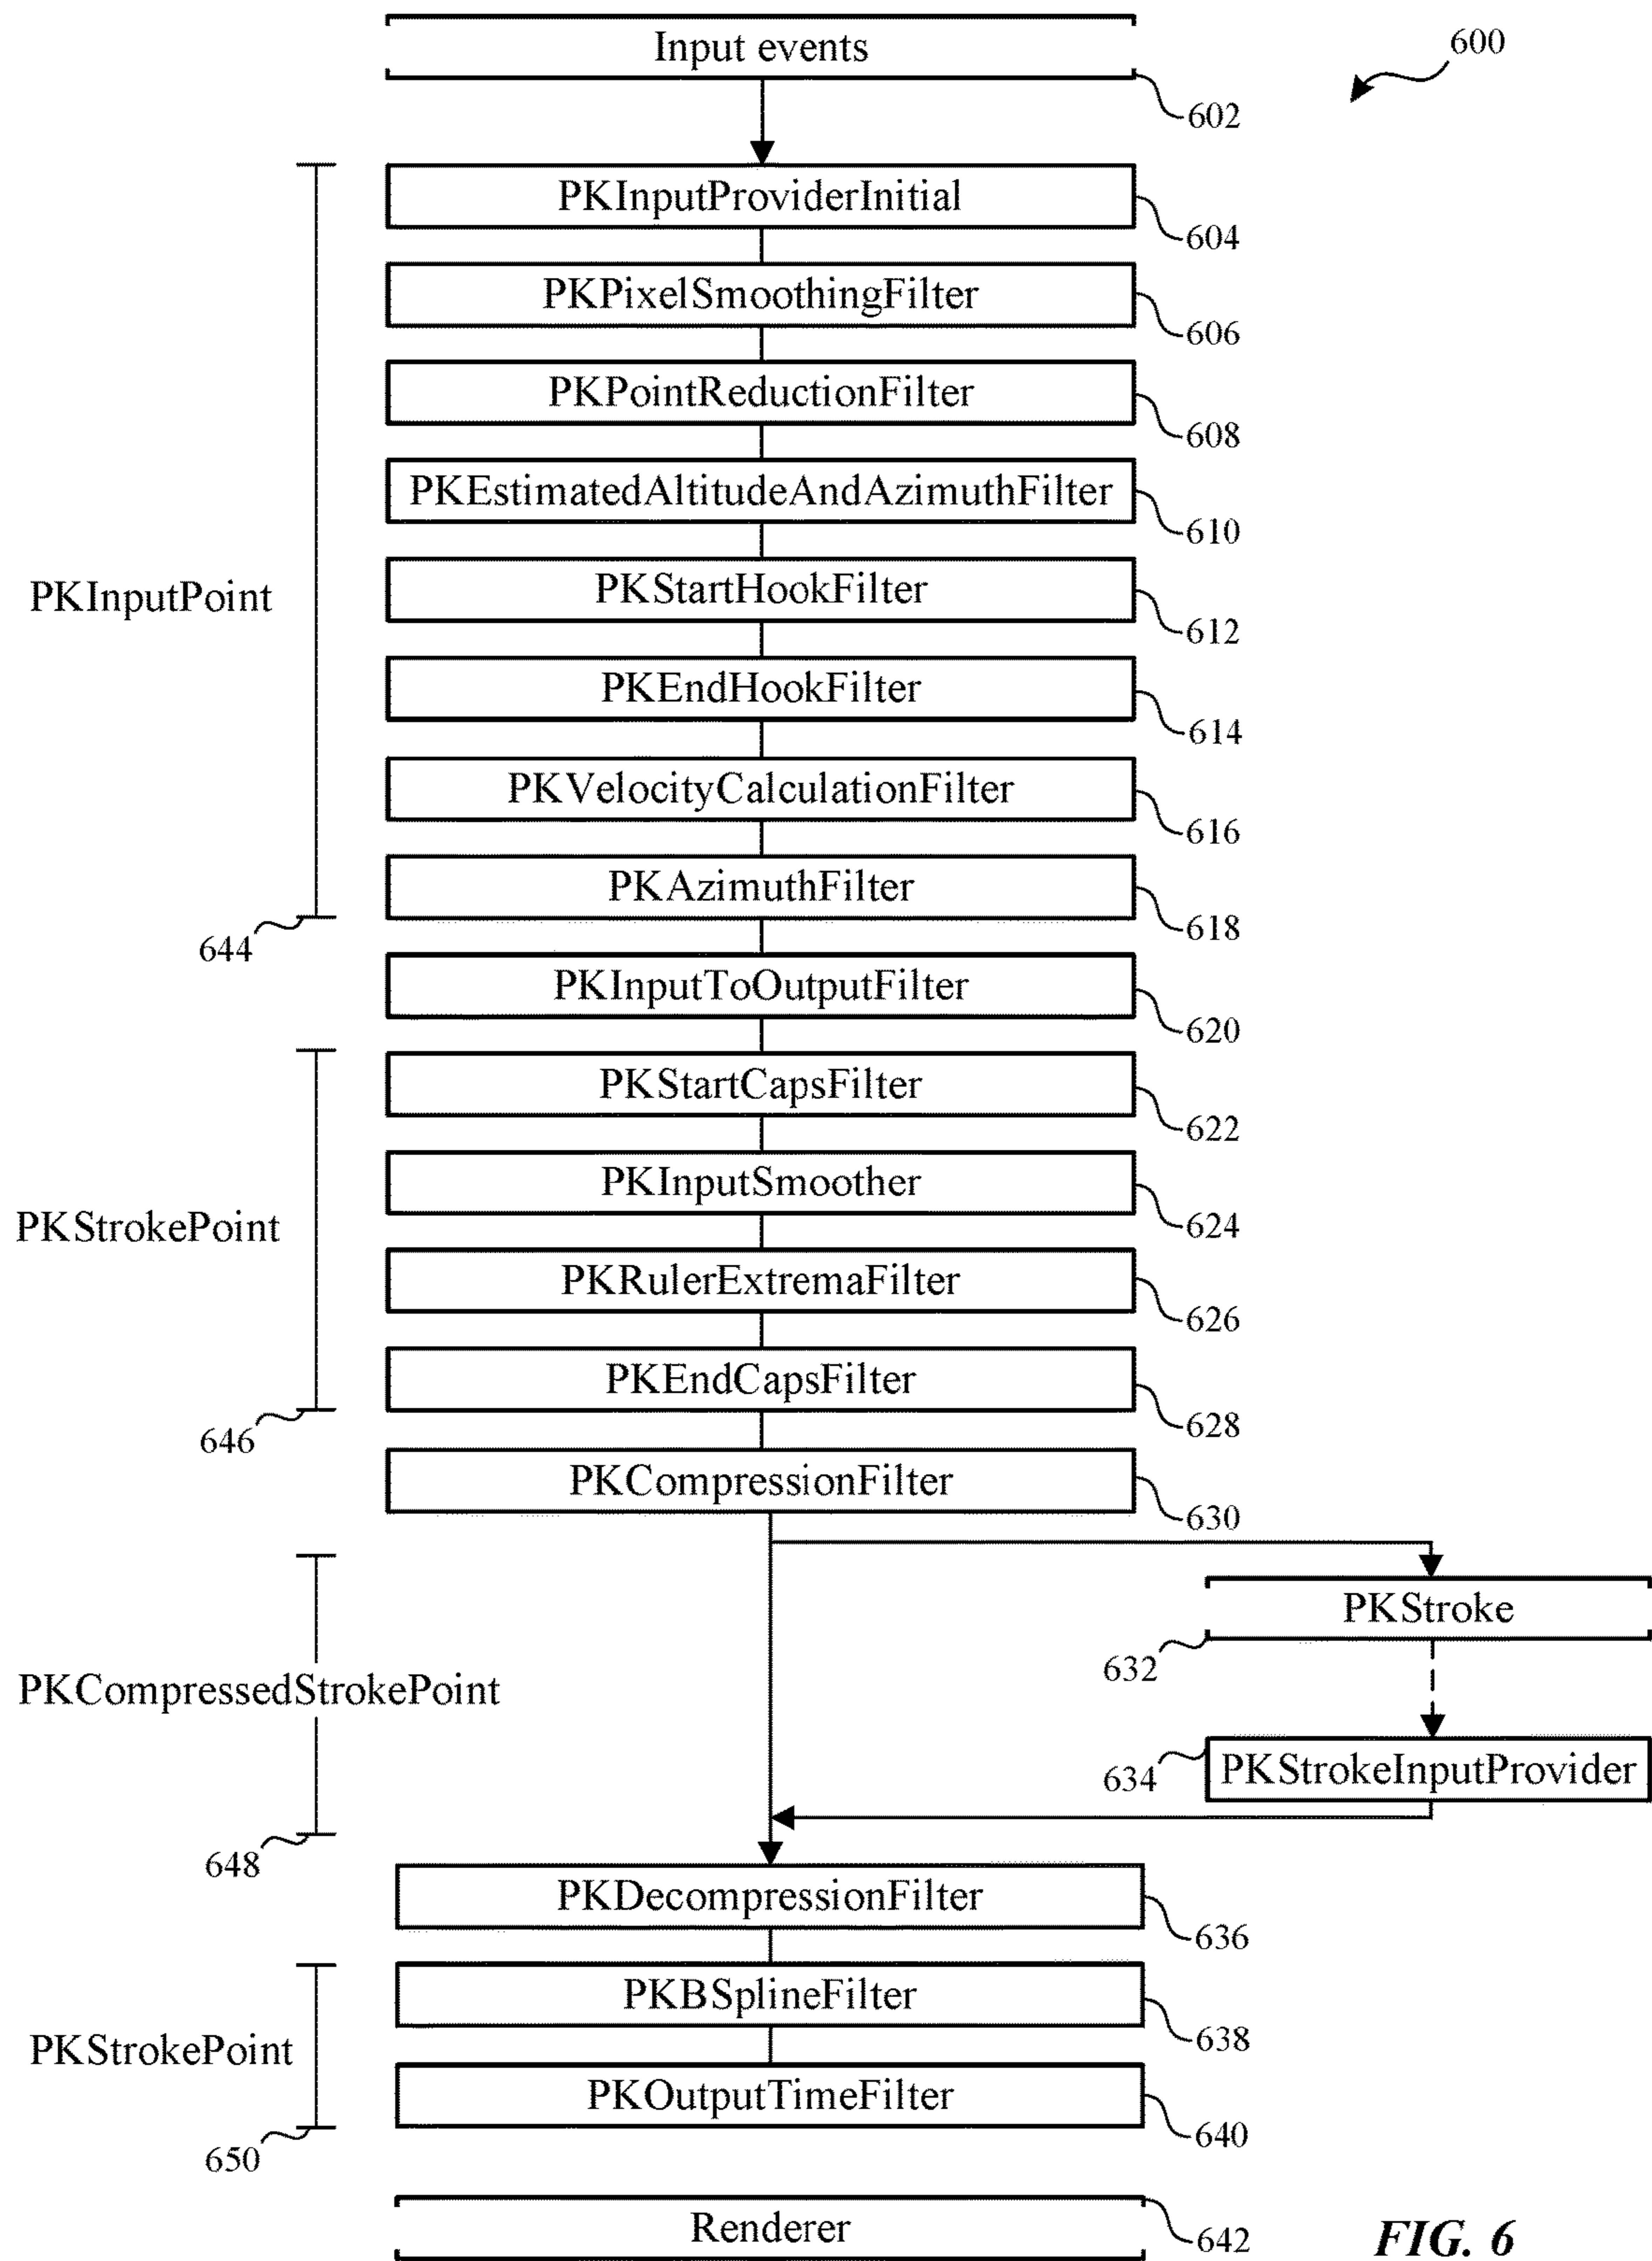 Input events
600
602
PKInputProviderInitial
604
PKPixelSmoothingFilter
606
PKPointReductionFilter
608
PKEstimatedAltitudeAndAzimuthFilter
610
PKInputPoint
PKStartHookFilter
612
PKEndHookFilter
614
PKVelocityCalculationFilter
616
PKAzimuthFilter
618
644
PKInputToOutputFilter
620
PKStartCapsFilter
622
PKInputSmoother
624
PKStrokePoint
PKRulerExtremaFilter
626
PKEndCapsFilter
628
646
PKCompressionFilter
630
PKStroke
632
PKCompressedStrokePoint
PKStrokeInputProvider
634
648
PKDecompressionFilter
636
PKBSplineFilter
638
PKStrokePoint
PKOutputTimeFilter
640
650
Renderer
642
FIG. 6